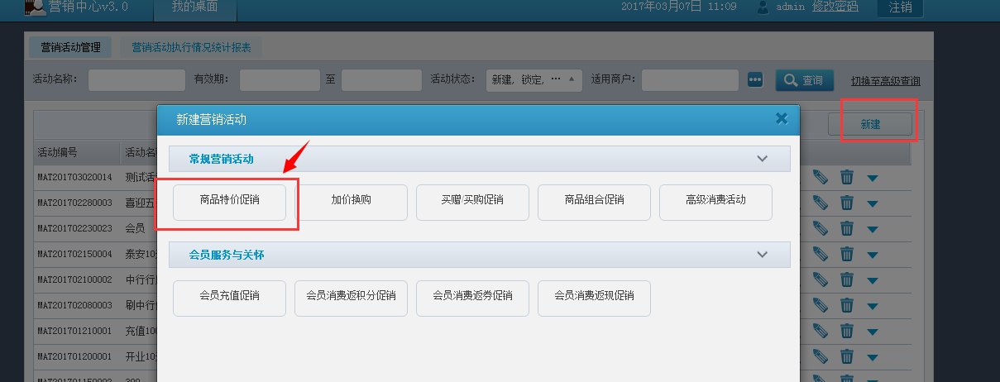 营销中心v3.0 我的桌面 2017年03月07日 11:09 admin 修改密码 注销
营销活动管理 营销活动执行情况统计报表
活动名称： 有效期： 至 活动状态： 新建, 锁定, ··· 适用商户： 查询 切换至高级查询
新建营销活动
新建
活动编号 活动名
常规营销活动
MAT201703020014 测试活
商品特价促销 加价换购 买赠/买购促销 商品组合促销 高级消费活动
MAT201702280003 喜迎五
MAT201702230023 会员
MAT201702150004 泰安10
会员服务与关怀
MAT201702100002 中行行
会员充值促销 会员消费返积分促销 会员消费返券促销 会员消费返现促销
MAT201702080003 刷中行
MAT201701210001 充值10
MAT201701200001 开业10